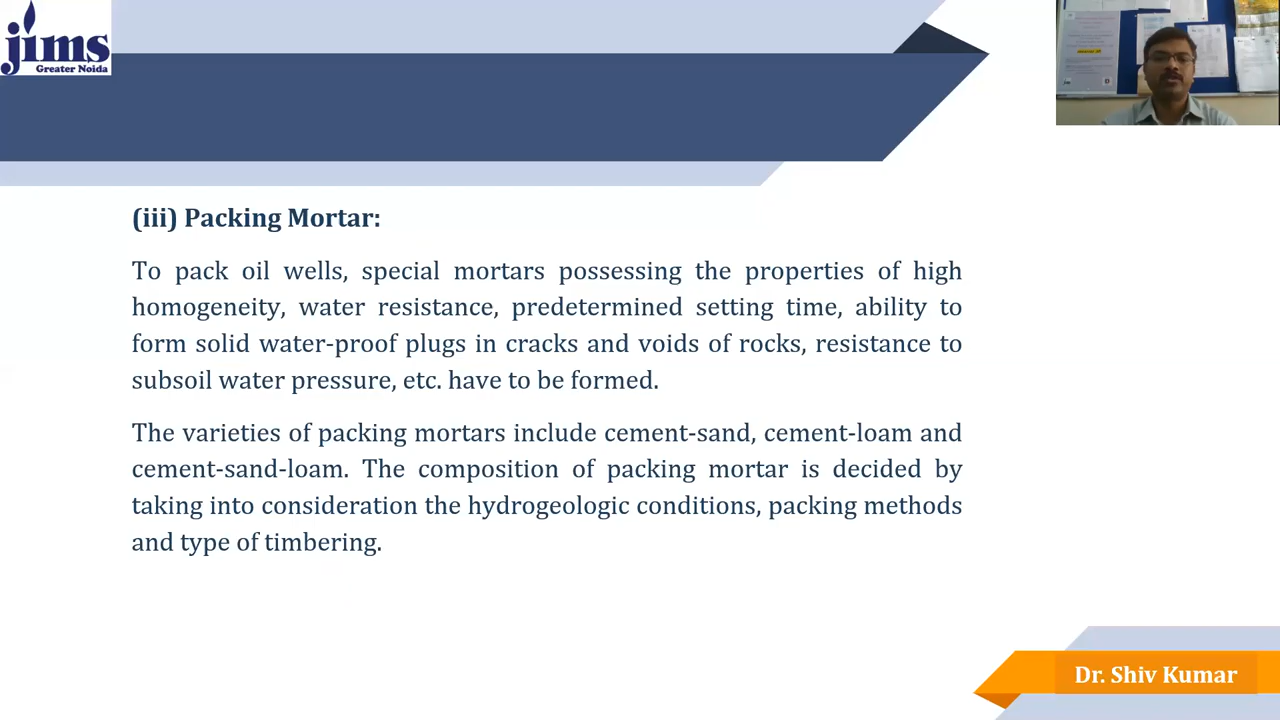 jims
Greater Noida
(iii) Packing Mortar:
To pack oil wells, special mortars possessing the properties of high
homogeneity, water resistance, predetermined setting time, ability to
form solid water-proof plugs in cracks and voids of rocks, resistance to
subsoil water pressure, etc. have to be formed.
The varieties of packing mortars include cement-sand, cement-loam and
cement-sand-loam. The composition of packing mortar is decided by
taking into consideration the hydrogeologic conditions, packing methods
and type of timbering.
Dr. Shiv Kumar